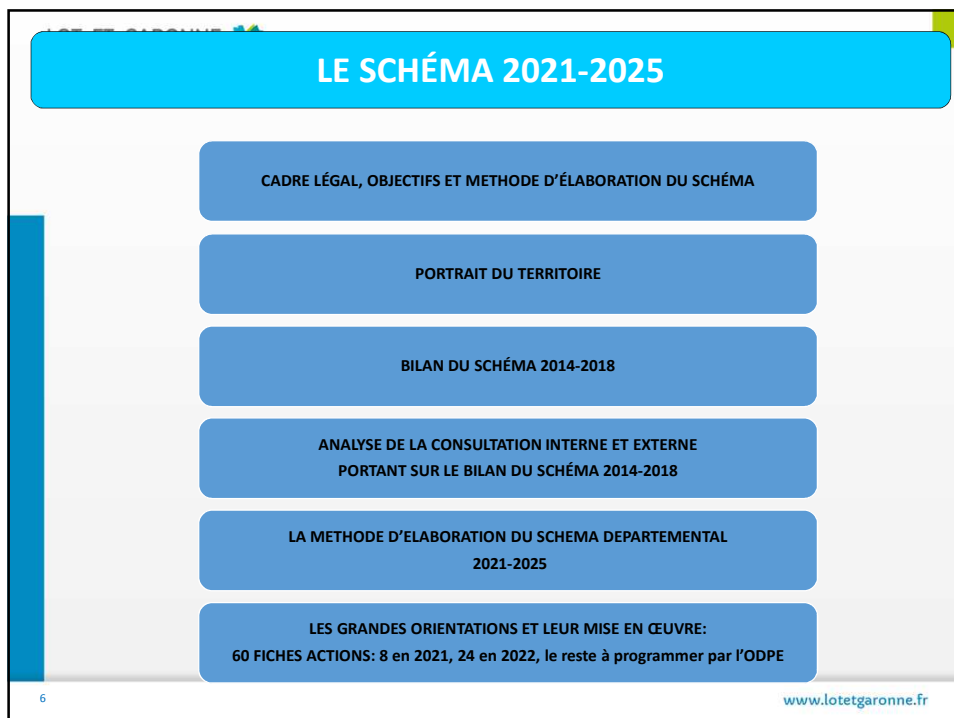 LOT ET GARONNE
LE SCHÉMA 2021-2025
CADRE LÉGAL, OBJECTIFS ET METHODE D’ÉLABORATION DU SCHÉMA
PORTRAIT DU TERRITOIRE
BILAN DU SCHÉMA 2014-2018
ANALYSE DE LA CONSULTATION INTERNE ET EXTERNE
PORTANT SUR LE BILAN DU SCHÉMA 2014-2018
LA METHODE D’ELABORATION DU SCHEMA DEPARTEMENTAL
2021-2025
LES GRANDES ORIENTATIONS ET LEUR MISE EN ŒUVRE:
60 FICHES ACTIONS: 8 en 2021, 24 en 2022, le reste à programmer par l’ODPE
6
www.lotetgaronne.fr